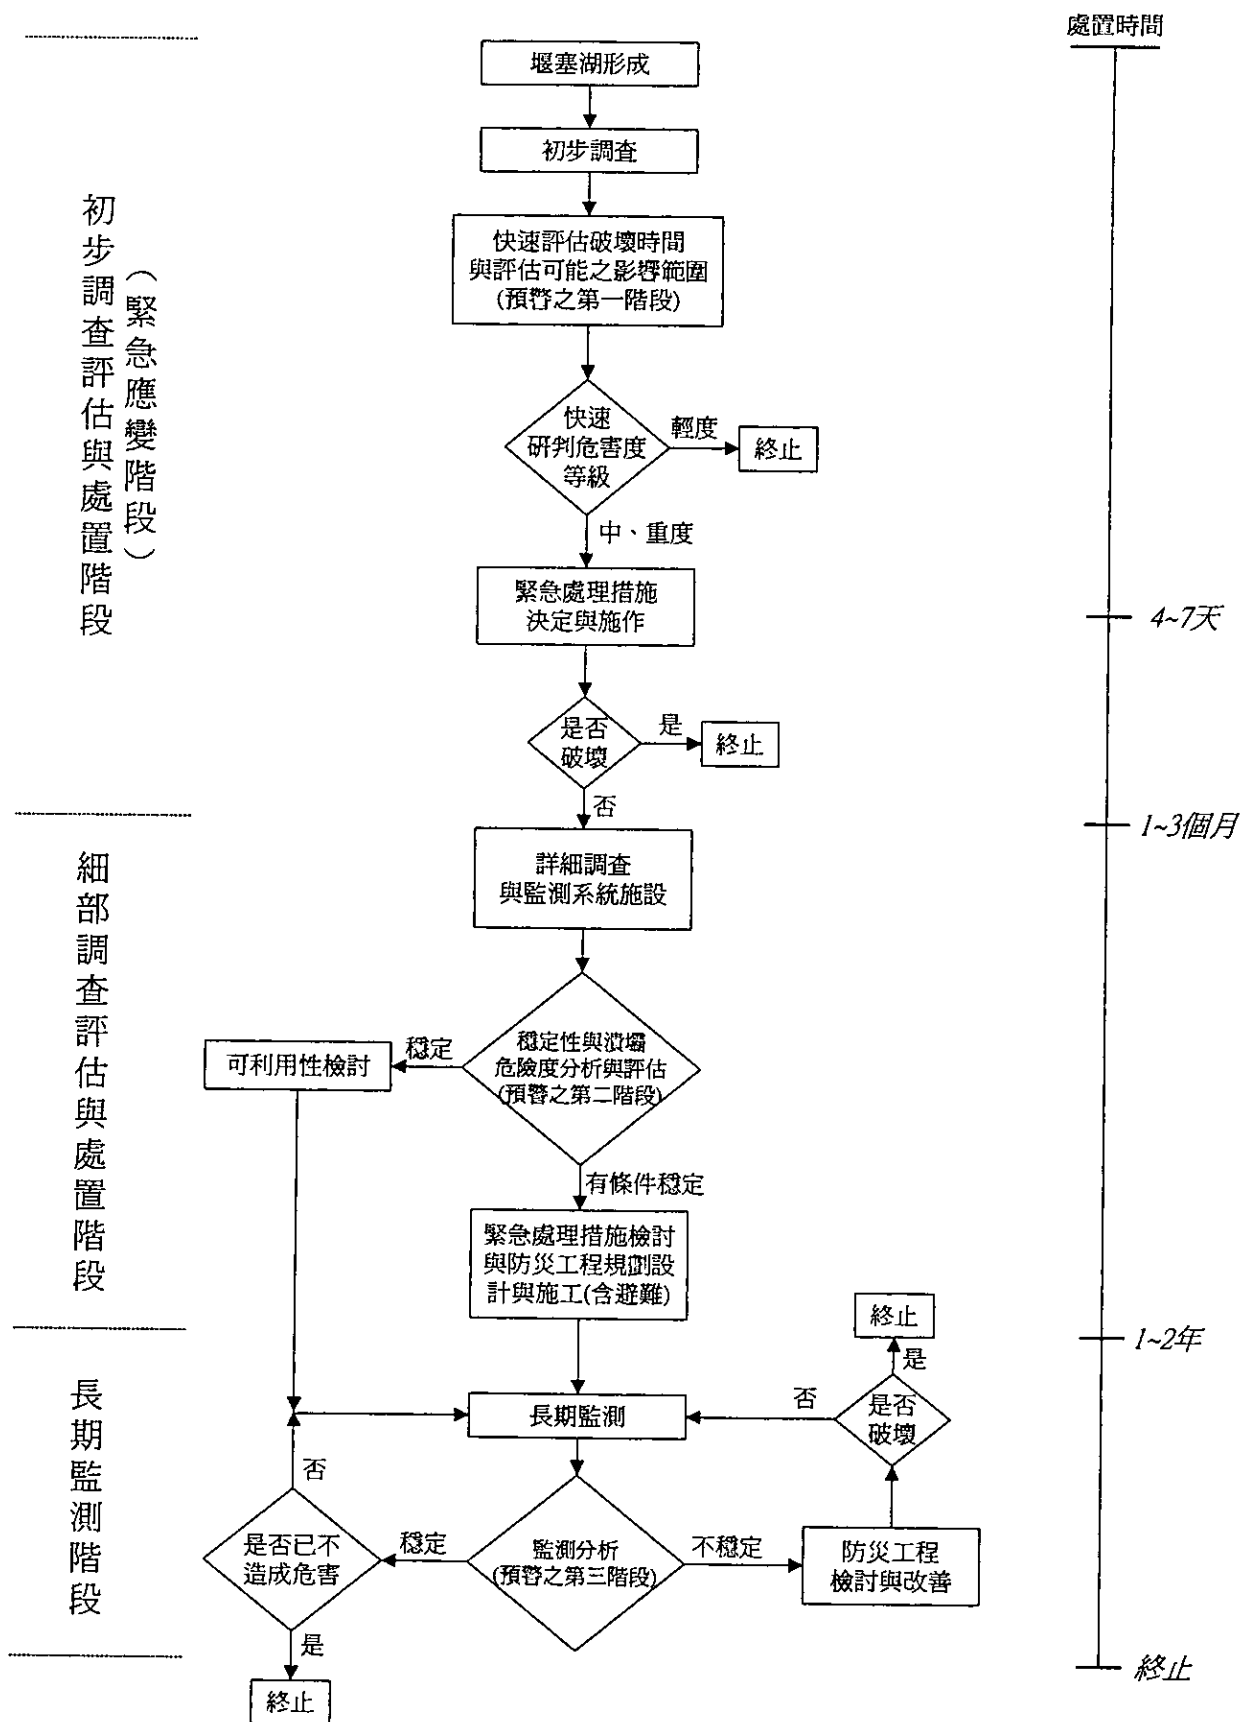 處置時間
堰塞湖形成
初步調查
快速評估破壞時間
與評估可能之影響範圍
(預警之第一階段)
快速
研判危害度
等級
輕度
終止
中、重度
緊急處理措施
決定與施作
4~7天
是否
破壞
是
終止
否
初步調查評估與處置階段
（緊急應變階段）
1~3個月
詳細調查
與監測系統施設
穩定性與潰壩
危險度分析與評估
(預警之第二階段)
穩定
可利用性檢討
有條件穩定
緊急處理措施檢討
與防災工程規劃設
計與施工(含避難)
細部調查評估與處置階段
終止
1~2年
是
是否
破壞
否
長期監測
否
監測分析
(預警之第三階段)
穩定
是否已不
造成危害
不穩定
防災工程
檢討與改善
是
終止
長期監測階段
終止